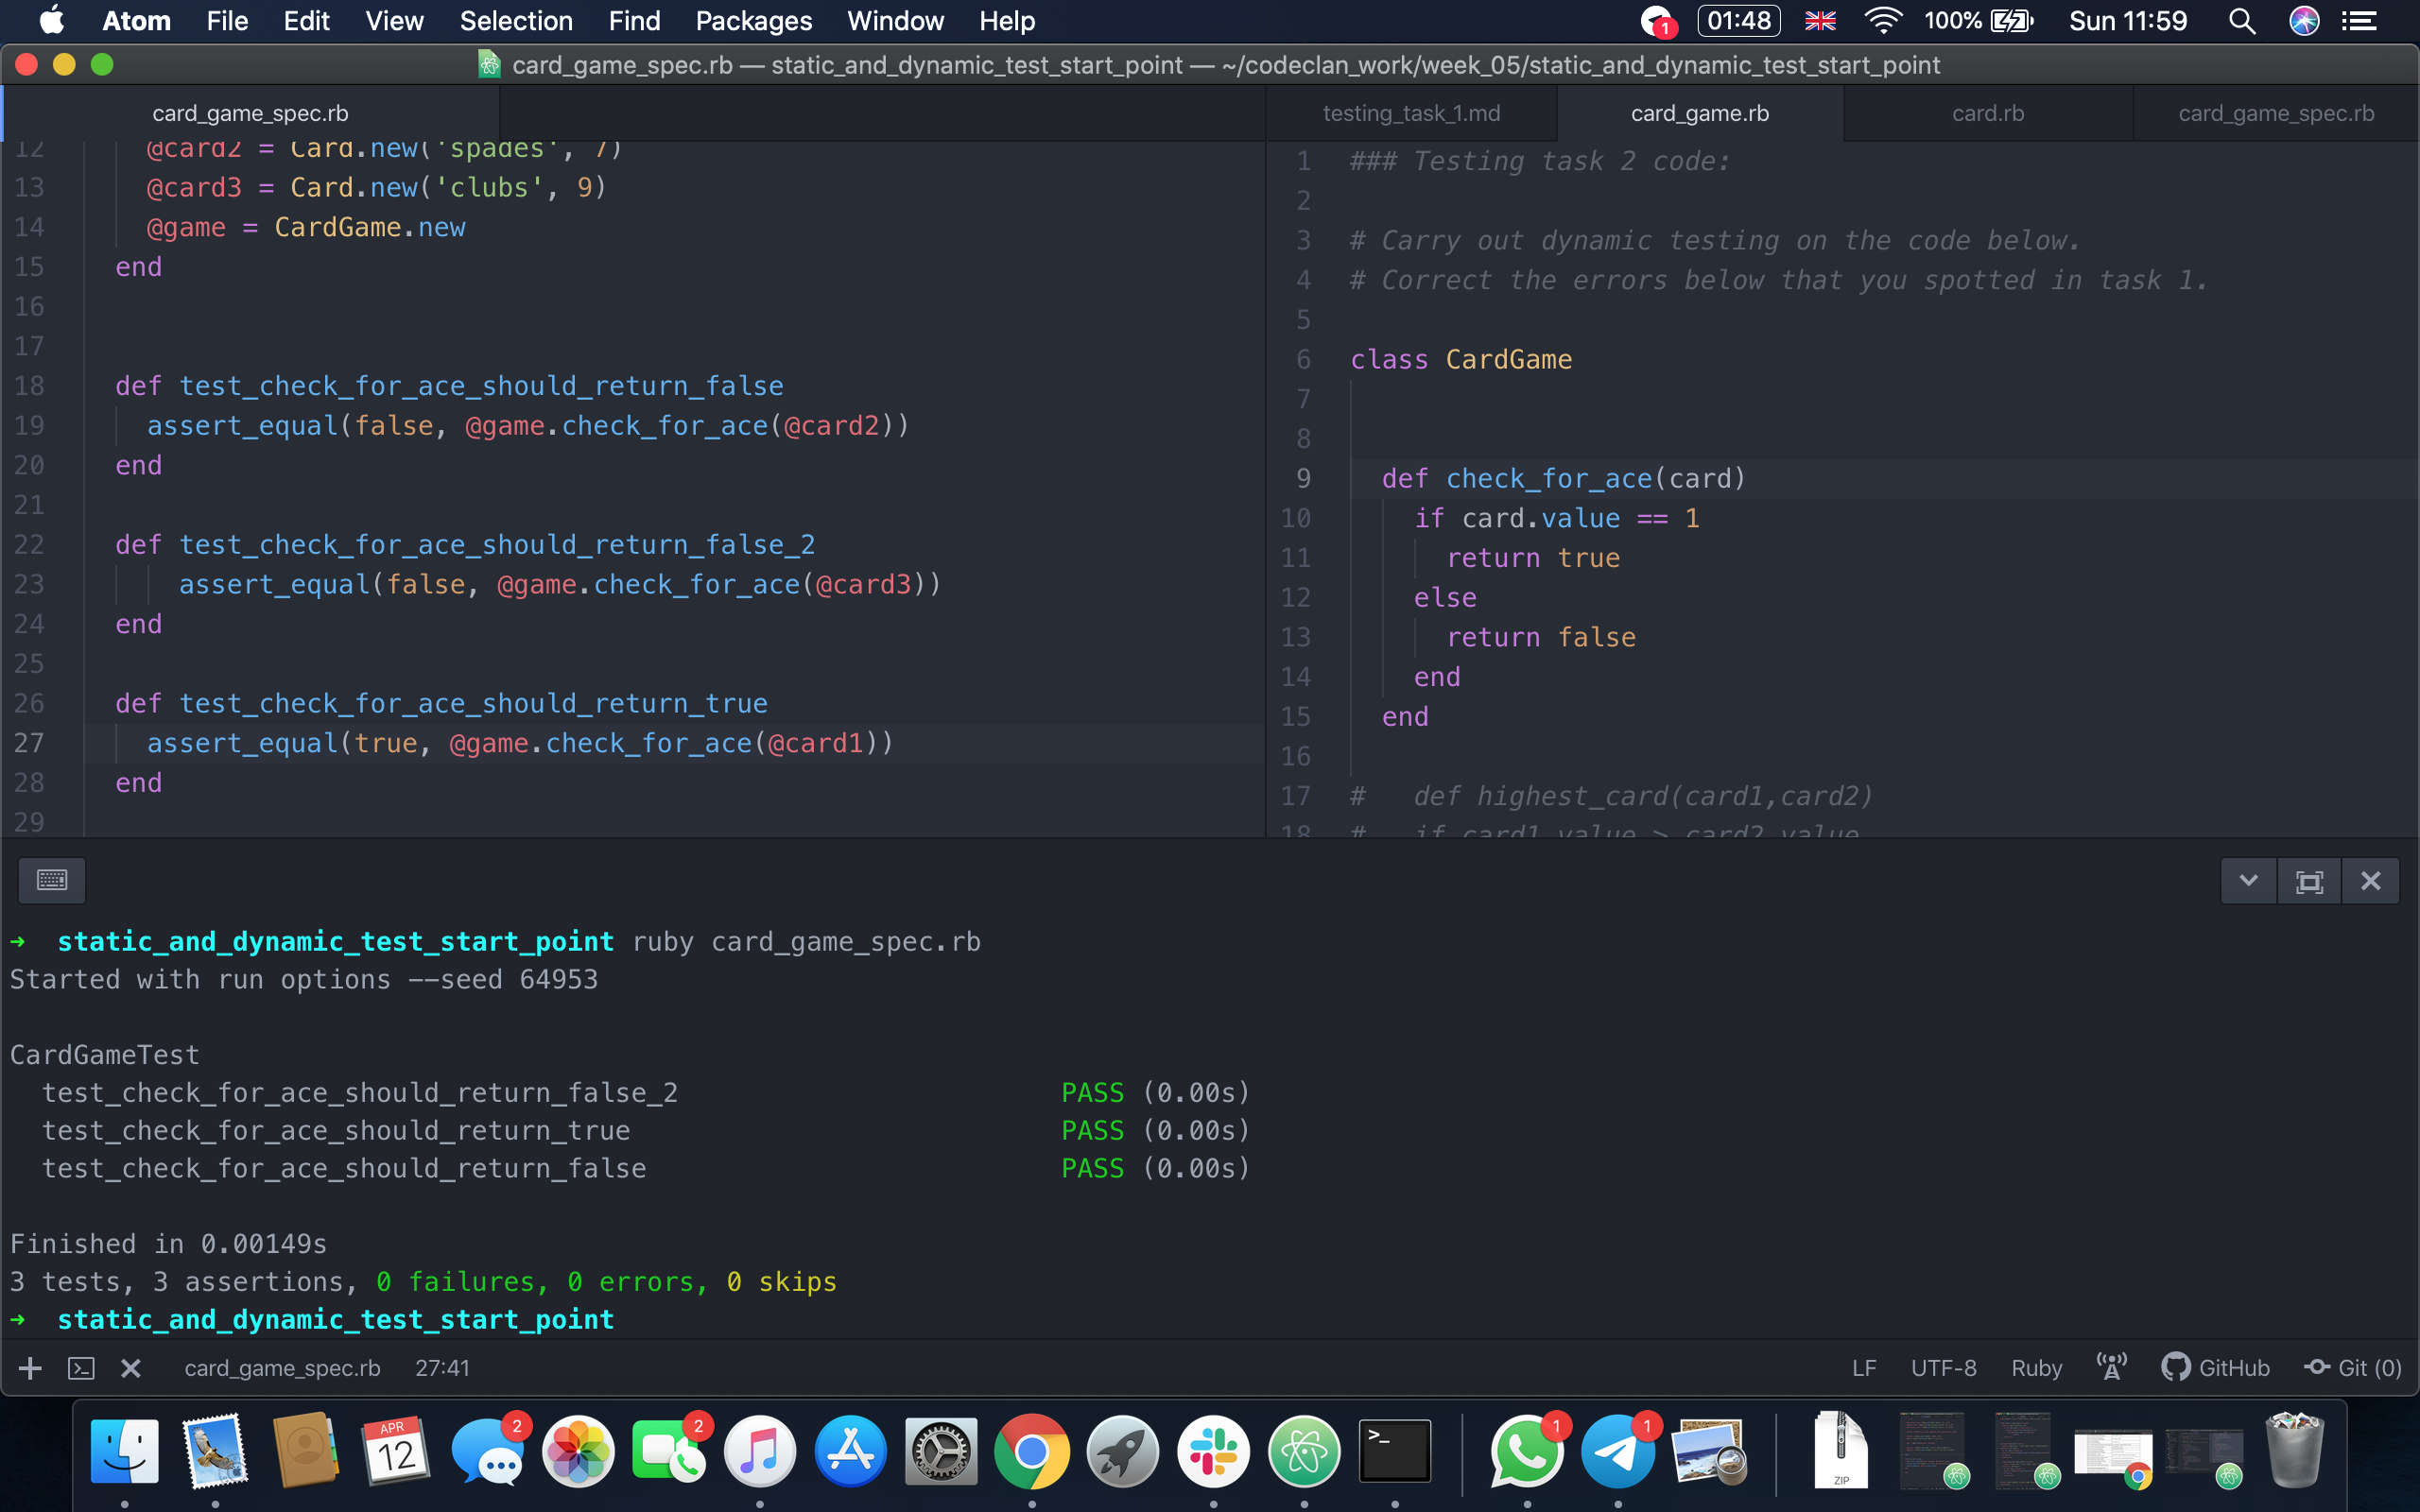 Atom File Edit View Selection Find Packages Window Help 1 01:48 100% Sun 11:59
card_game_spec.rb — static_and_dynamic_test_start_point — ~/codeclan_work/week_05/static_and_dynamic_test_start_point
card_game_spec.rb
12 @card2 = Card.new('spades', 7)
13 @card3 = Card.new('clubs', 9)
14 @game = CardGame.new
15 end
16
17
18 def test_check_for_ace_should_return_false
19 assert_equal(false, @game.check_for_ace(@card2))
20 end
21
22 def test_check_for_ace_should_return_false_2
23 assert_equal(false, @game.check_for_ace(@card3))
24 end
25
26 def test_check_for_ace_should_return_true
27 assert_equal(true, @game.check_for_ace(@card1))
28 end
29
testing_task_1.md card_game.rb card.rb card_game_spec.rb
1 ### Testing task 2 code:
2
3 # Carry out dynamic testing on the code below.
4 # Correct the errors below that you spotted in task 1.
5
6 class CardGame
7
8
9 def check_for_ace(card)
10 if card.value == 1
11 return true
12 else
13 return false
14 end
15 end
16
17 # def highest_card(card1,card2)
18 # if card1.value > card2.value
➜ static_and_dynamic_test_start_point ruby card_game_spec.rb
Started with run options --seed 64953
CardGameTest
test_check_for_ace_should_return_false_2 PASS (0.00s)
test_check_for_ace_should_return_true PASS (0.00s)
test_check_for_ace_should_return_false PASS (0.00s)
Finished in 0.00149s
3 tests, 3 assertions, 0 failures, 0 errors, 0 skips
➜ static_and_dynamic_test_start_point
card_game_spec.rb 27:41 LF UTF-8 Ruby GitHub Git (0)
APR 12 2 2 >_ 1 1 ZIP